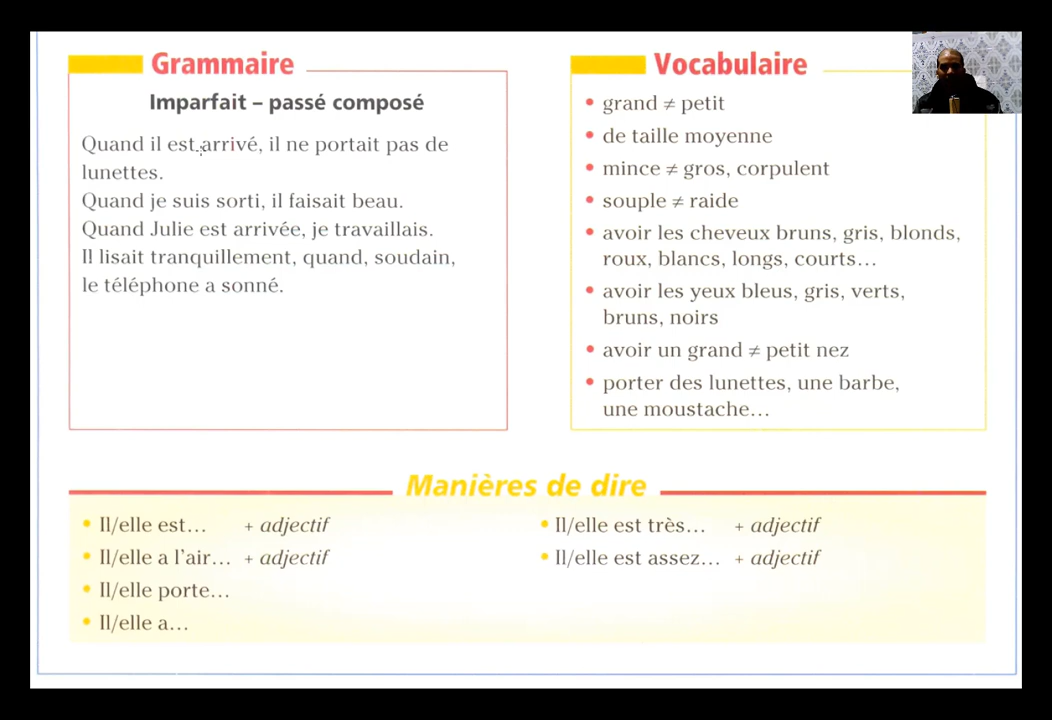 Grammaire
Imparfait – passé composé
Quand il est arrivé, il ne portait pas de
lunettes.
Quand je suis sorti, il faisait beau.
Quand Julie est arrivée, je travaillais.
Il lisait tranquillement, quand, soudain,
le téléphone a sonné.
Vocabulaire
• grand ≠ petit
• de taille moyenne
• mince ≠ gros, corpulent
• souple ≠ raide
• avoir les cheveux bruns, gris, blonds,
roux, blancs, longs, courts…
• avoir les yeux bleus, gris, verts,
bruns, noirs
• avoir un grand ≠ petit nez
• porter des lunettes, une barbe,
une moustache…
Manières de dire
• Il/elle est… + adjectif
• Il/elle a l’air… + adjectif
• Il/elle porte…
• Il/elle a…
• Il/elle est très… + adjectif
• Il/elle est assez… + adjectif